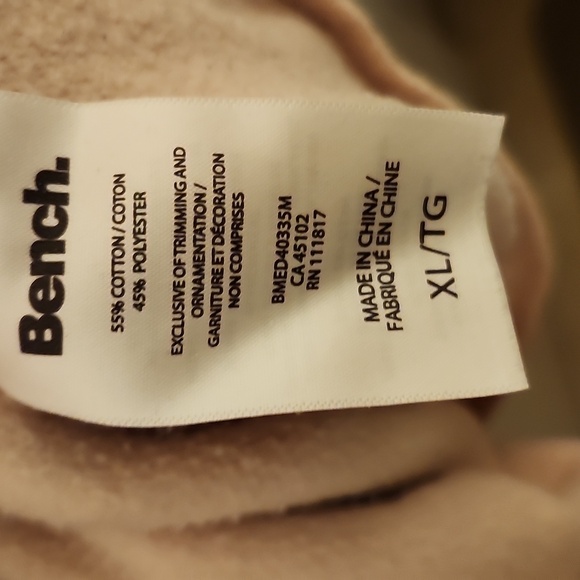 Bench.
55% COTTON / COTON
45% POLYESTER
EXCLUSIVE OF TRIMMING AND
ORNAMENTATION /
GARNITURE ET DÉCORATION
NON COMPRISES
BMED40335M
CA 45102
RN 111817
MADE IN CHINA /
FABRIQUÉ EN CHINE
XL/TG